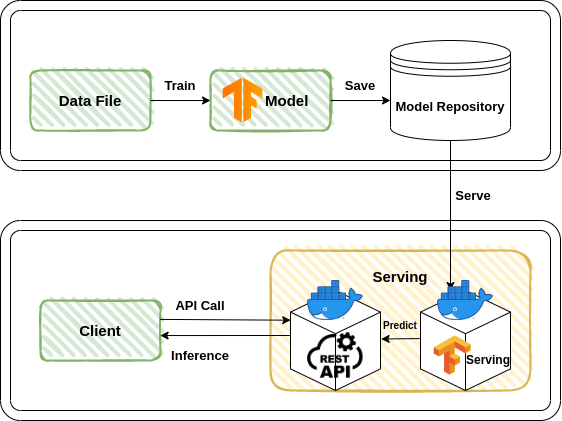 Train
Save
Data File
Model
Model Repository
Serve
Serving
API Call
Predict
Client
REST
API
Serving
Inference